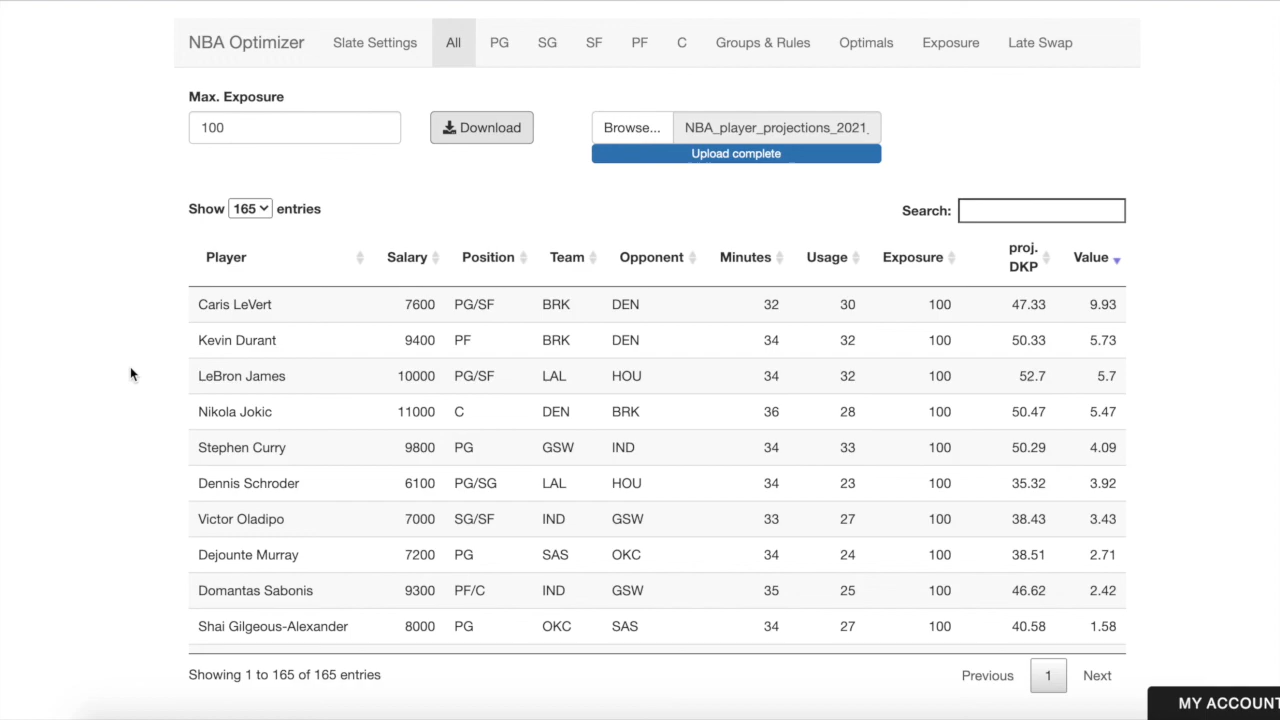 NBA Optimizer Slate Settings All PG SG SF PF C Groups & Rules Optimals Exposure Late Swap
Max. Exposure
100 Download Browse... NBA_player_projections_2021_
Upload complete
Show 165 entries Search:
Player Salary Position Team Opponent Minutes Usage Exposure proj. DKP Value
Caris LeVert 7600 PG/SF BRK DEN 32 30 100 47.33 9.93
Kevin Durant 9400 PF BRK DEN 34 32 100 50.33 5.73
LeBron James 10000 PG/SF LAL HOU 34 32 100 52.7 5.7
Nikola Jokic 11000 C DEN BRK 36 28 100 50.47 5.47
Stephen Curry 9800 PG GSW IND 34 33 100 50.29 4.09
Dennis Schroder 6100 PG/SG LAL HOU 34 23 100 35.32 3.92
Victor Oladipo 7000 SG/SF IND GSW 33 27 100 38.43 3.43
Dejounte Murray 7200 PG SAS OKC 34 24 100 38.51 2.71
Domantas Sabonis 9300 PF/C IND GSW 35 25 100 46.62 2.42
Shai Gilgeous-Alexander 8000 PG OKC SAS 34 27 100 40.58 1.58
Showing 1 to 165 of 165 entries Previous 1 Next
MY ACCOUNT